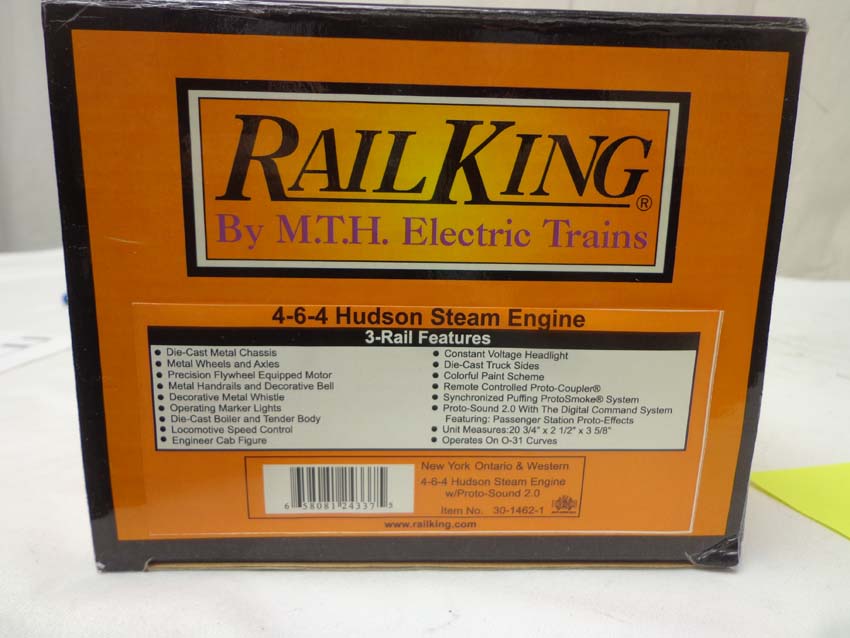 RAILKING®
By M.T.H. Electric Trains
4-6-4 Hudson Steam Engine
3-Rail Features
• Die-Cast Metal Chassis
• Metal Wheels and Axles
• Precision Flywheel Equipped Motor
• Metal Handrails and Decorative Bell
• Decorative Metal Whistle
• Operating Marker Lights
• Die-Cast Boiler and Tender Body
• Locomotive Speed Control
• Engineer Cab Figure
• Constant Voltage Headlight
• Die-Cast Truck Sides
• Colorful Paint Scheme
• Remote Controlled Proto-Coupler®
• Synchronized Puffing ProtoSmoke® System
• Proto-Sound 2.0 With The Digital Command System
Featuring: Passenger Station Proto-Effects
• Unit Measures:20 3/4" x 2 1/2" x 3 5/8"
• Operates On O-31 Curves
6 58081 24337 5
New York Ontario & Western
4-6-4 Hudson Steam Engine
w/Proto-Sound 2.0
Item No. 30-1462-1
www.railking.com